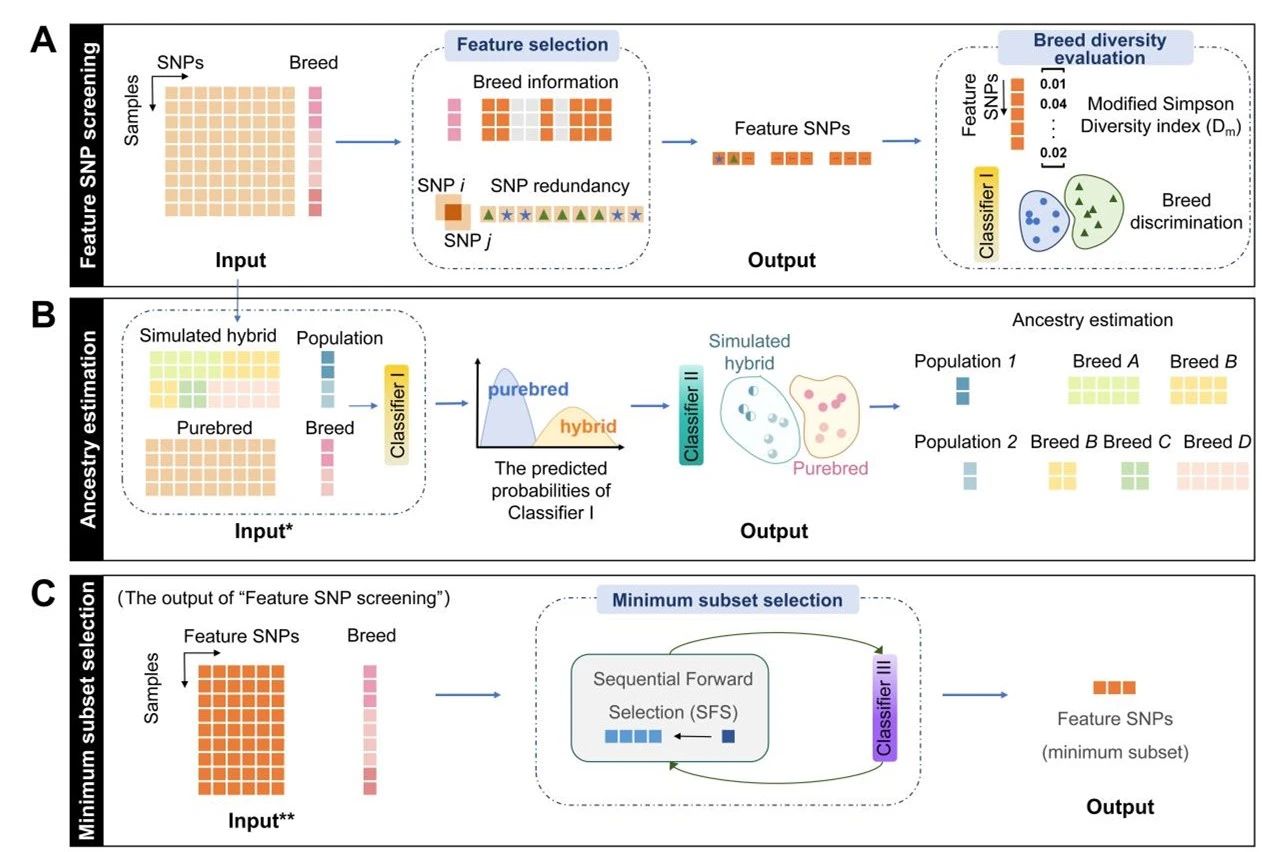 A
Feature SNP screening
SNPs
Samples
Breed
Input
Feature selection
Breed information
SNP i
SNP j
SNP redundancy
Feature SNPs
Output
Breed diversity
evaluation
Feature
SNPs
0.01
0.04
0.02
Modified Simpson
Diversity index (Dm)
Classifier I
Breed
discrimination
B
Ancestry estimation
Simulated hybrid
Population
Purebred
Breed
Classifier I
Input*
purebred
hybrid
The predicted
probabilities of
Classifier I
Classifier II
Simulated
hybrid
Purebred
Output
Ancestry estimation
Population 1
Breed A
Breed B
Population 2
Breed B
Breed C
Breed D
C
Minimum subset selection
(The output of “Feature SNP screening”)
Feature SNPs
Samples
Breed
Input**
Minimum subset selection
Sequential Forward
Selection (SFS)
Classifier III
Feature SNPs
(minimum subset)
Output